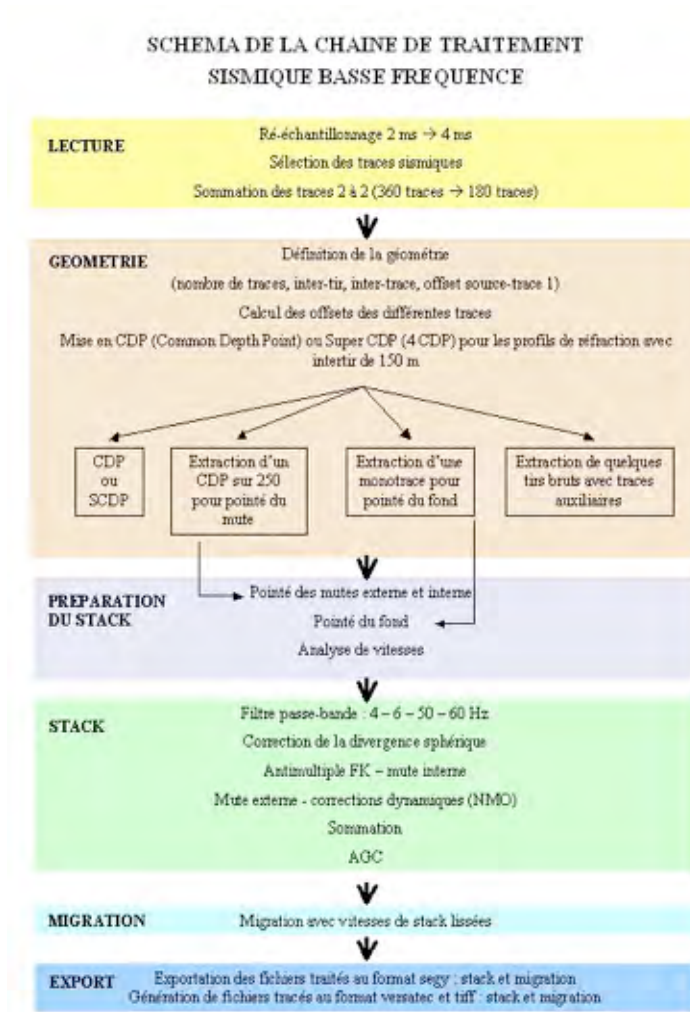 SCHEMA DE LA CHAINE DE TRAITEMENT
SISMIQUE BASSE FREQUENCE
LECTURE
Ré-échantillonnage 2 ms → 4 ms
Sélection des traces sismiques
Sommation des traces 2 à 2 (360 traces → 180 traces)
GEOMETRIE
Définition de la géométrie
(nombre de traces, inter-tir, inter-trace, offset source-trace 1)
Calcul des offsets des différentes traces
Mise en CDP (Common Depth Point) ou Super CDP (4 CDP) pour les profils de réfraction avec
intertir de 150 m
CDP
ou
SCDP
Extraction d'un
CDP sur 250
pour pointé du
mute
Extraction d'une
monotrace pour
pointé du fond
Extraction de quelques
tirs bruts avec traces
auxiliaires
PREPARATION
DU STACK
Pointé des mutes externe et interne
Pointé du fond
Analyse de vitesses
STACK
Filtre passe-bande : 4 – 6 – 50 – 60 Hz
Correction de la divergence sphérique
Antimultiple FK – mute interne
Mute externe - corrections dynamiques (NMO)
Sommation
AGC
MIGRATION
Migration avec vitesses de stack lissées
EXPORT
Exportation des fichiers traités au format segy : stack et migration
Génération de fichiers tracés au format versatec et tiff : stack et migration